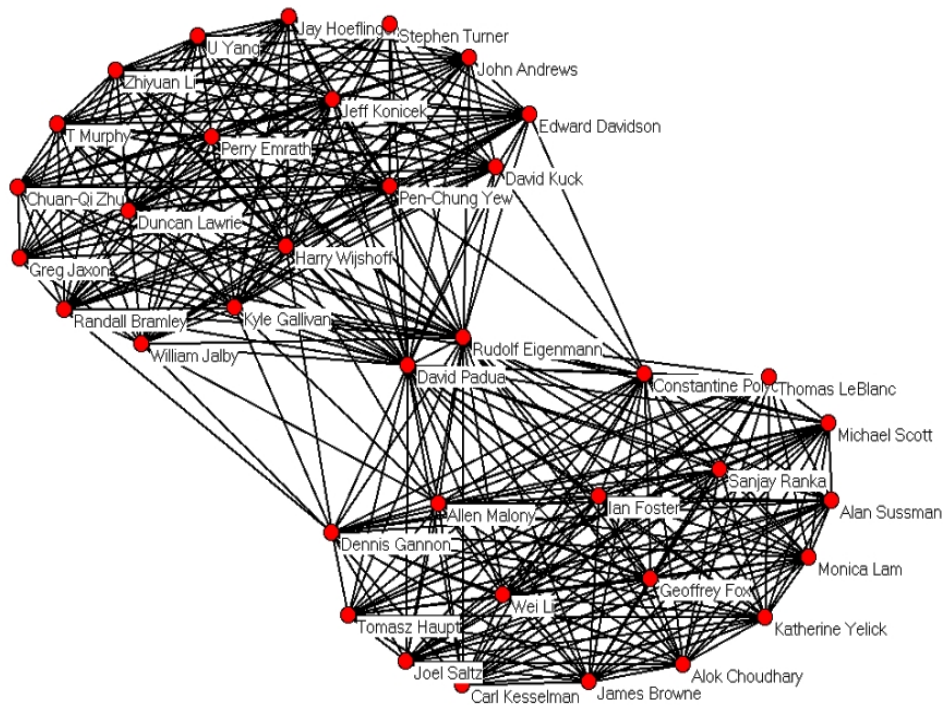 Jay Hoeflinge
Stephen Turner
U Yang
John Andrews
Zhiyuan Li
Jeff Konicek
Edward Davidson
T Murphy
Perry Emrath
David Kuck
Chuan-Qi Zhu
Pen-Chung Yew
Duncan Lawrie
Harry Wijshoff
Greg Jaxon
Randall Bramley
Kyle Gallivan
William Jalby
Rudolf Eigenmann
David Padua
Constantine Polyc
Thomas LeBlanc
Michael Scott
Sanjay Ranka
Ian Foster
Alan Sussman
Allen Malony
Dennis Gannon
Monica Lam
Geoffrey Fox
Wei Li
Tomasz Haupt
Katherine Yelick
Joel Saltz
Alok Choudhary
Carl Kesselman
James Browne